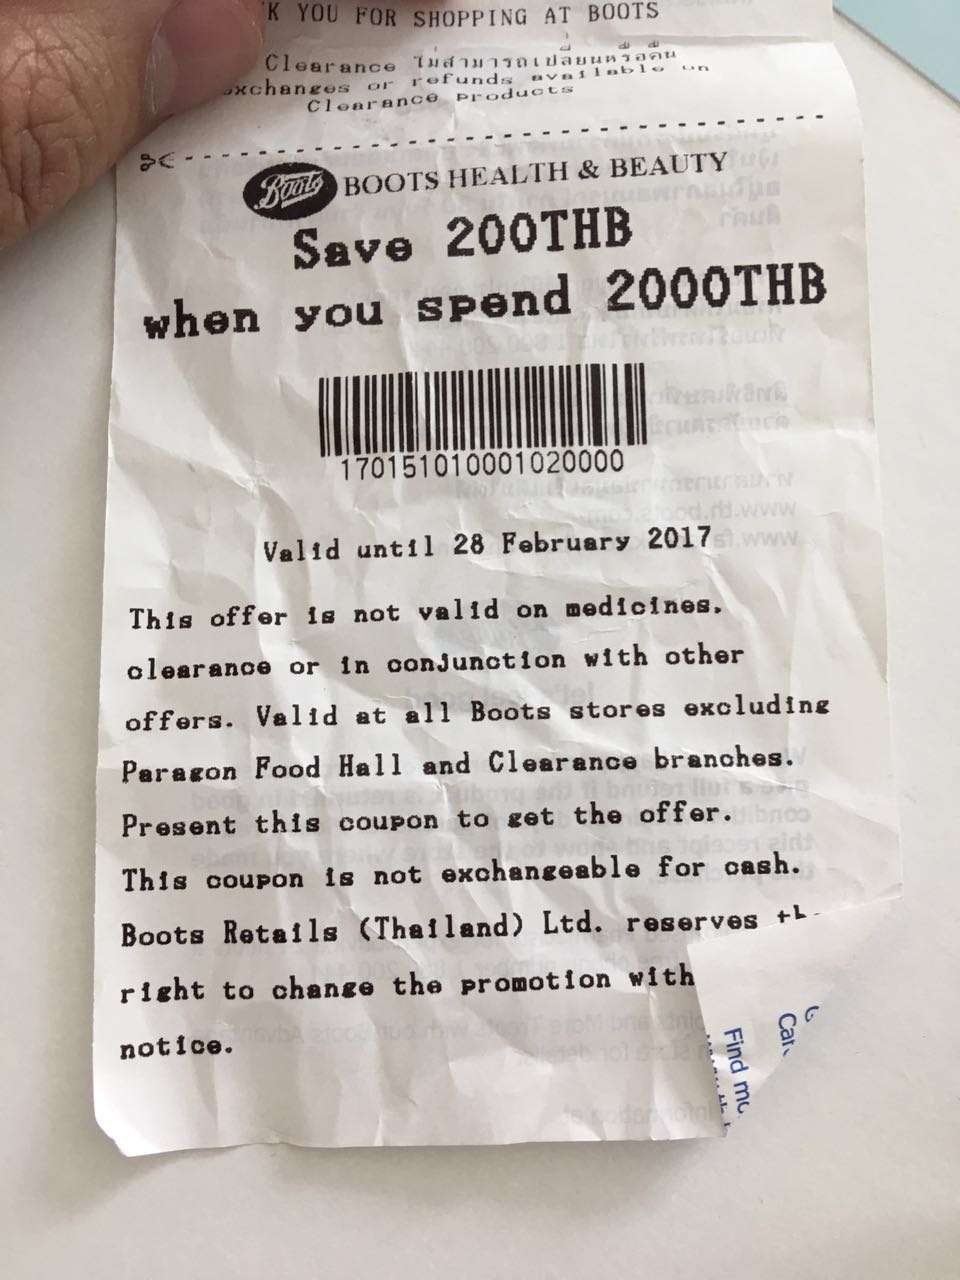 K YOU FOR SHOPPING AT BOOTS
Clearance ไม่สามารถเปลี่ยนหรือคืน
exchanges or refunds available on
Clearance products
Boots BOOTS HEALTH & BEAUTY
Save 200THB
when you spend 2000THB
170151010001020000
Valid until 28 February 2017
This offer is not valid on medicines,
clearance or in conjunction with other
offers. Valid at all Boots stores excluding
Paragon Food Hall and Clearance branches.
Present this coupon to get the offer.
This coupon is not exchangeable for cash.
Boots Retails (Thailand) Ltd. reserves th
right to change the promotion with
notice.
Find mo
Car